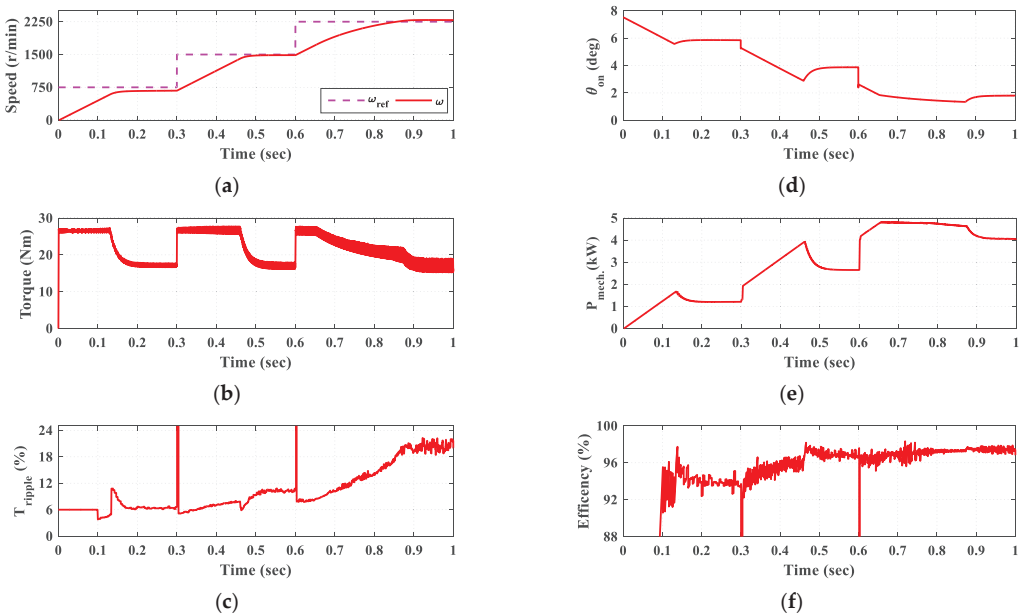 2250
1500
750
0
Speed (r/min)
ω_ref ω
0 0.1 0.2 0.3 0.4 0.5 0.6 0.7 0.8 0.9 1
Time (sec)
(a)
8
6
4
2
0
θ_on (deg)
0 0.1 0.2 0.3 0.4 0.5 0.6 0.7 0.8 0.9 1
Time (sec)
(d)
30
20
10
0
Torque (Nm)
0 0.1 0.2 0.3 0.4 0.5 0.6 0.7 0.8 0.9 1
Time (sec)
(b)
5
4
3
2
1
0
P_mech. (kW)
0 0.1 0.2 0.3 0.4 0.5 0.6 0.7 0.8 0.9 1
Time (sec)
(e)
24
18
12
6
0
T_ripple (%)
0 0.1 0.2 0.3 0.4 0.5 0.6 0.7 0.8 0.9 1
Time (sec)
(c)
100
96
92
88
Efficency (%)
0 0.1 0.2 0.3 0.4 0.5 0.6 0.7 0.8 0.9 1
Time (sec)
(f)